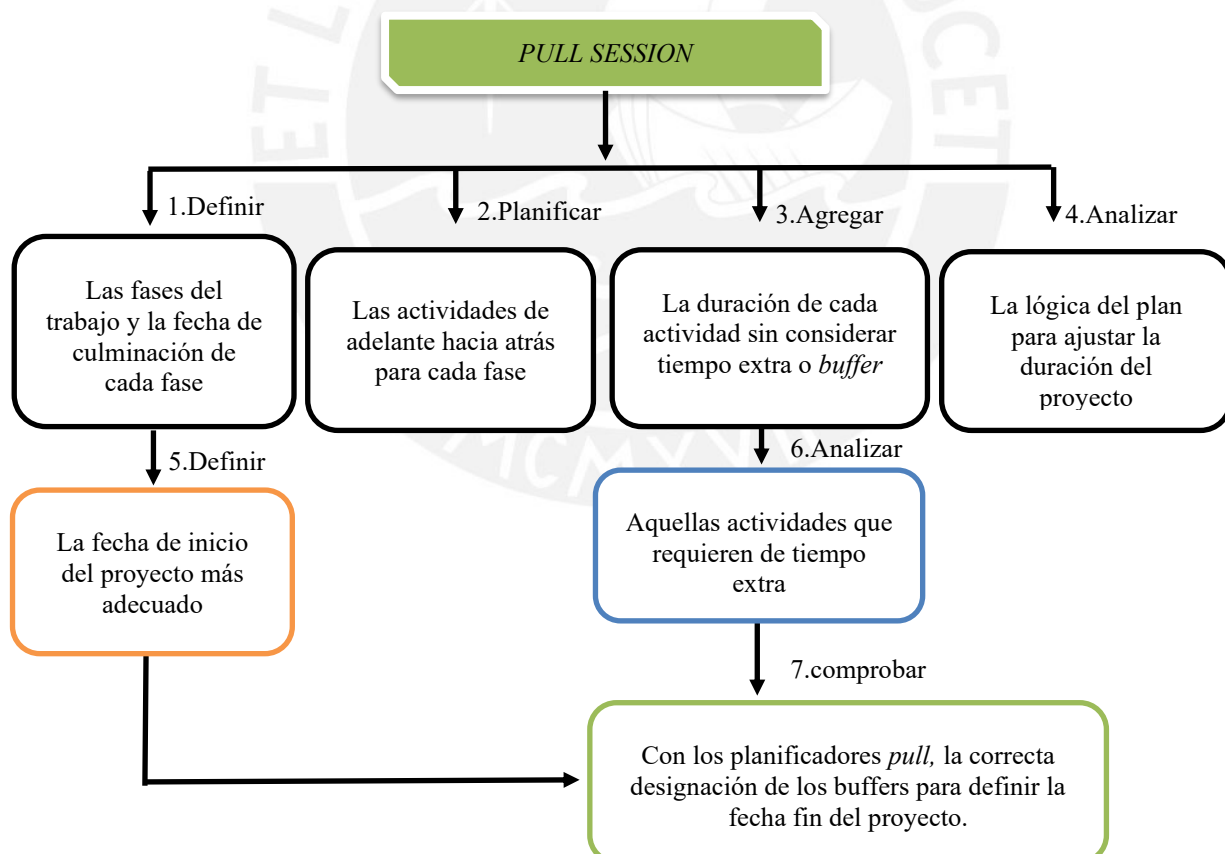 PULL SESSION
1.Definir
2.Planificar
3.Agregar
4.Analizar
Las fases del
trabajo y la fecha de
culminación de
cada fase
Las actividades de
adelante hacia atrás
para cada fase
La duración de cada
actividad sin considerar
tiempo extra o buffer
La lógica del plan
para ajustar la
duración del
proyecto
5.Definir
6.Analizar
La fecha de inicio
del proyecto más
adecuado
Aquellas actividades que
requieren de tiempo
extra
7.comprobar
Con los planificadores pull, la correcta
designación de los buffers para definir la
fecha fin del proyecto.